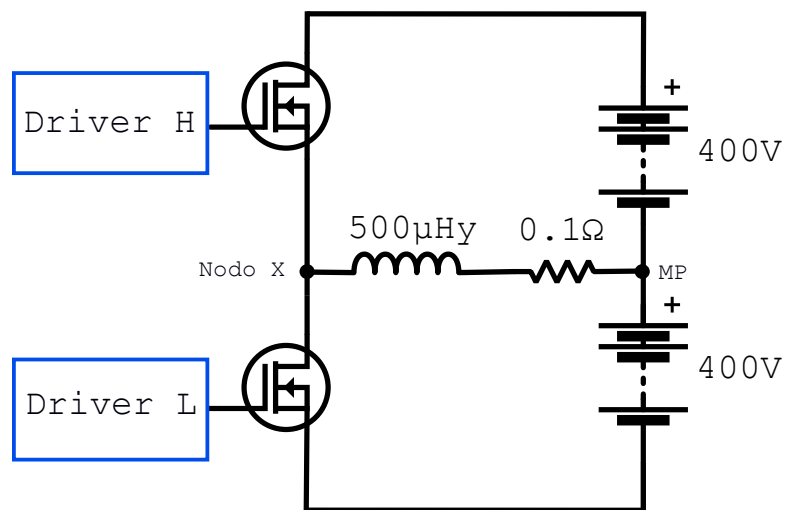 Driver H
+
400V
500µHy
0.1Ω
Nodo X
MP
+
400V
Driver L